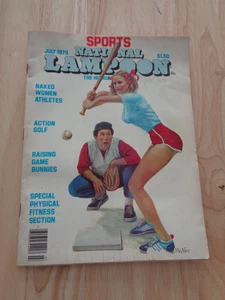 SPORTS
JULY 1979
$1.50
NATIONAL
LAMPOON
THE HUMOR
NAKED
WOMEN
ATHLETES
ACTION
GOLF
RAISING
GAME
BUNNIES
SPECIAL
PHYSICAL
FITNESS
SECTION